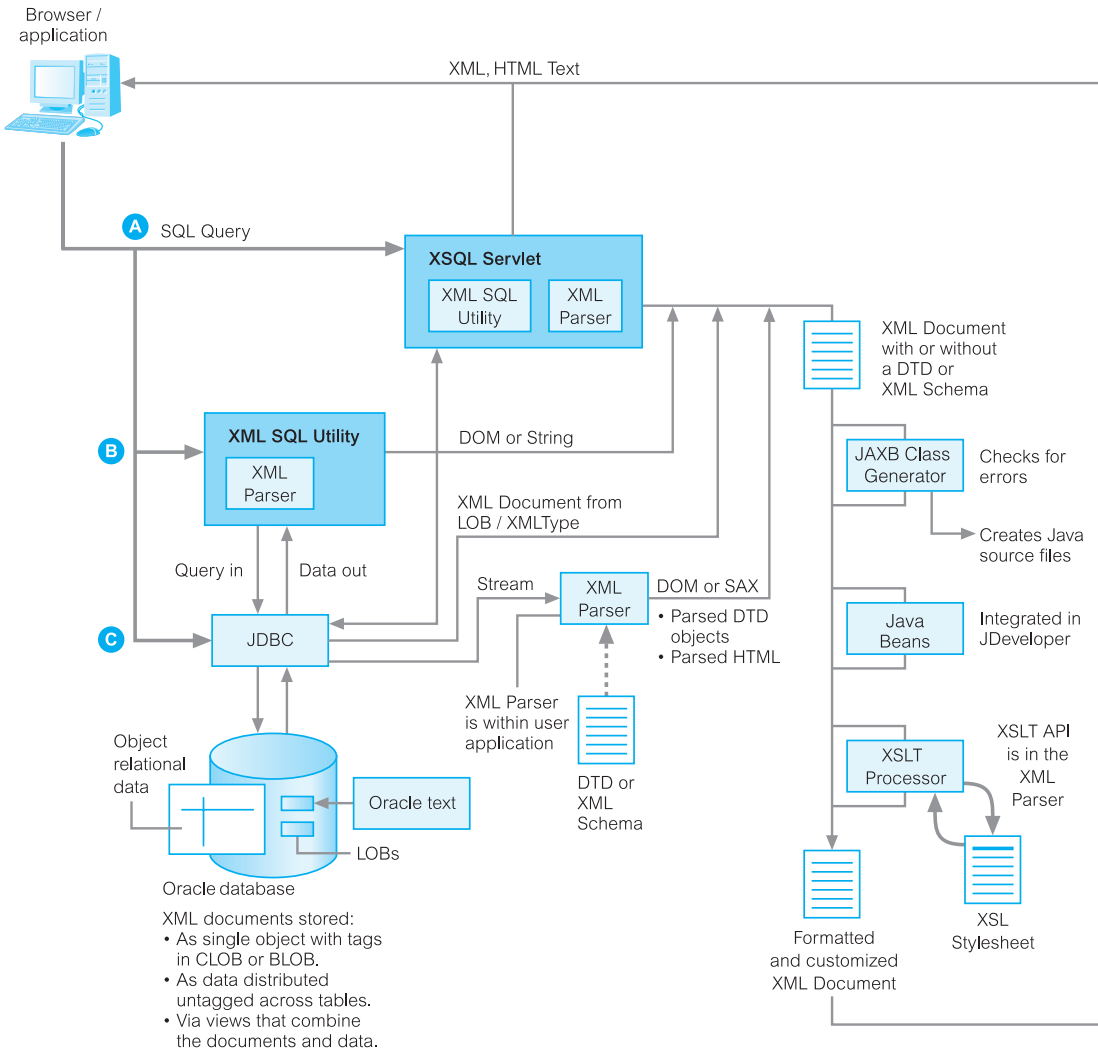 Browser /
application
XML, HTML Text
A
SQL Query
XSQL Servlet
XML SQL
Utility
XML
Parser
XML Document
with or without
a DTD or
XML Schema
B
XML SQL Utility
XML
Parser
DOM or String
JAXB Class
Generator
Checks for
errors
XML Document from
LOB / XMLType
Creates Java
source files
Query in
Data out
Stream
XML
Parser
DOM or SAX
• Parsed DTD
objects
• Parsed HTML
C
JDBC
Java
Beans
Integrated in
JDeveloper
XML Parser
is within user
application
Object
relational
data
Oracle text
LOBs
DTD or
XML
Schema
XSLT
Processor
XSLT API
is in the
XML
Parser
Oracle database
XML documents stored:
• As single object with tags
in CLOB or BLOB.
• As data distributed
untagged across tables.
• Via views that combine
the documents and data.
Formatted
and customized
XML Document
XSL
Stylesheet